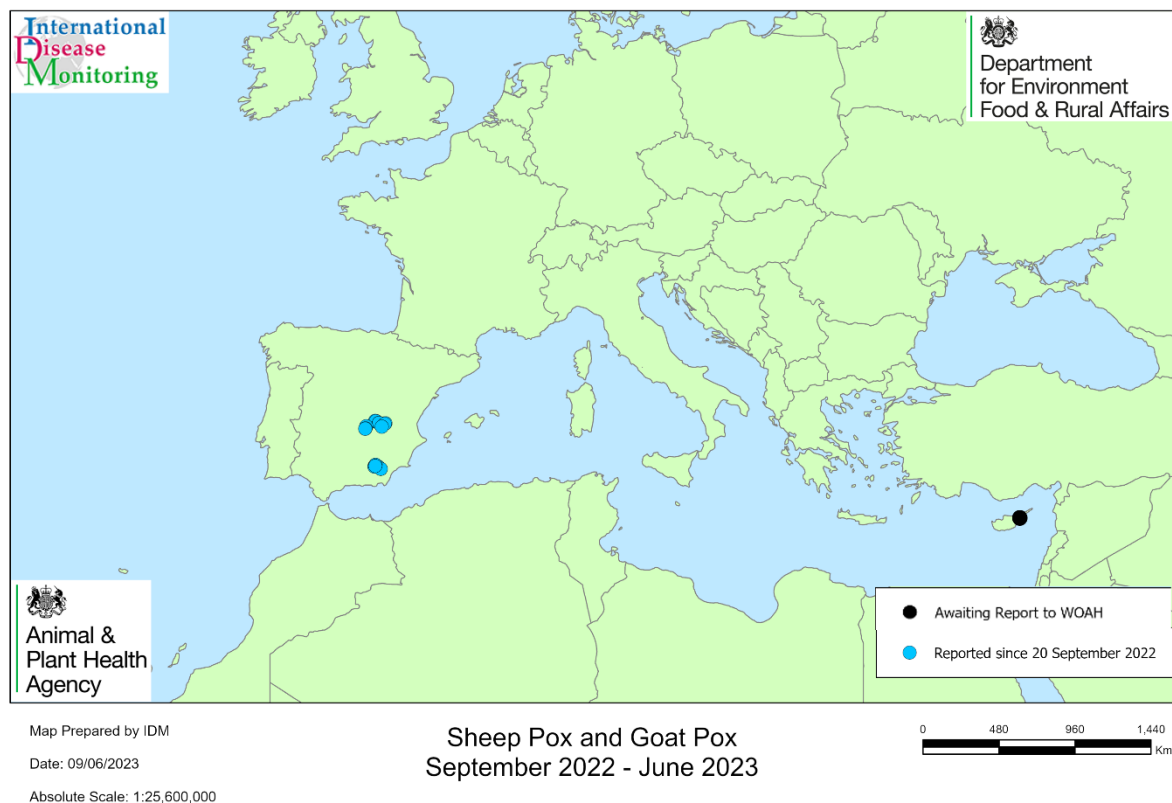 International
Disease
Monitoring
Department
for Environment
Food & Rural Affairs
Animal &
Plant Health
Agency
Awaiting Report to WOAH
Reported since 20 September 2022
Map Prepared by IDM
Date: 09/06/2023
Absolute Scale: 1:25,600,000
Sheep Pox and Goat Pox
September 2022 - June 2023
0 480 960 1,440
Km